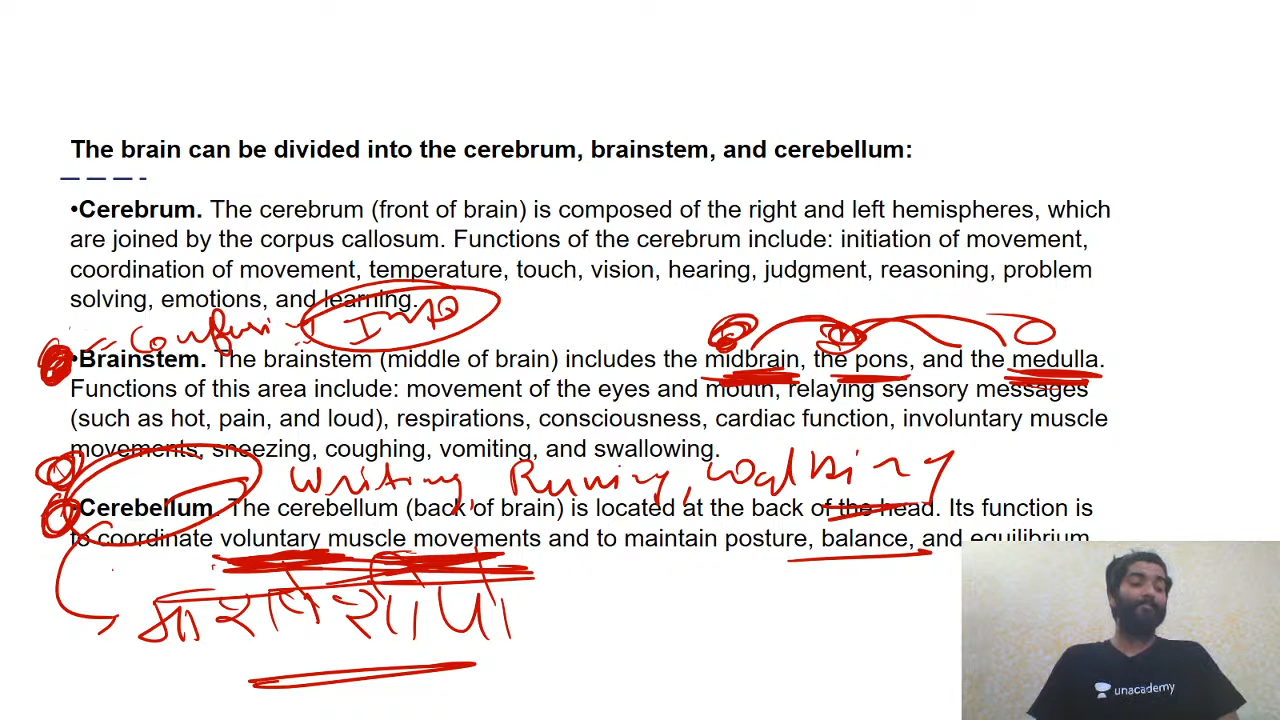 The brain can be divided into the cerebrum, brainstem, and cerebellum:
•Cerebrum. The cerebrum (front of brain) is composed of the right and left hemispheres, which
are joined by the corpus callosum. Functions of the cerebrum include: initiation of movement,
coordination of movement, temperature, touch, vision, hearing, judgment, reasoning, problem
solving, emotions, and learning.
•Brainstem. The brainstem (middle of brain) includes the midbrain, the pons, and the medulla.
Functions of this area include: movement of the eyes and mouth, relaying sensory messages
(such as hot, pain, and loud), respirations, consciousness, cardiac function, involuntary muscle
movements, sneezing, coughing, vomiting, and swallowing.
Writing, Running, walking
•Cerebellum. The cerebellum (back of brain) is located at the back of the head. Its function is
to coordinate voluntary muscle movements and to maintain posture, balance, and equilibrium.
unacademy